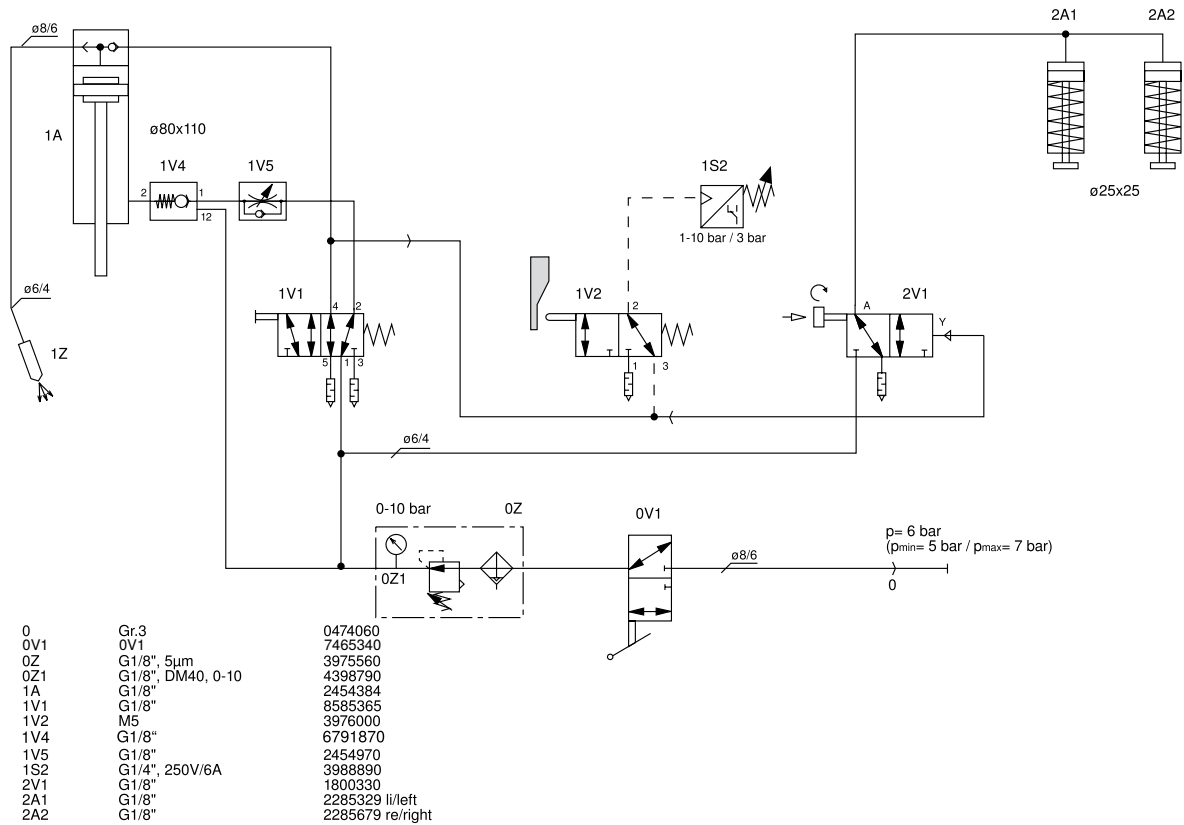 2A1
2A2
ø8/6
1A
ø80x110
1V4
1V5
1S2
2
1
12
ø25x25
1-10 bar / 3 bar
ø6/4
1Z
1V1
4
2
5
1
3
1V2
2
1
3
2V1
A
Y
ø6/4
0-10 bar
0Z
0Z1
0V1
ø8/6
p= 6 bar
(pmin= 5 bar / pmax= 7 bar)
0
0 Gr.3 0474060
0V1 0V1 7465340
0Z G1/8", 5µm 3975560
0Z1 G1/8", DM40, 0-10 4398790
1A G1/8" 2454384
1V1 G1/8" 8585365
1V2 M5 3976000
1V4 G1/8“ 6791870
1V5 G1/8" 2454970
1S2 G1/4", 250V/6A 3988890
2V1 G1/8" 1800330
2A1 G1/8" 2285329 li/left
2A2 G1/8" 2285679 re/right